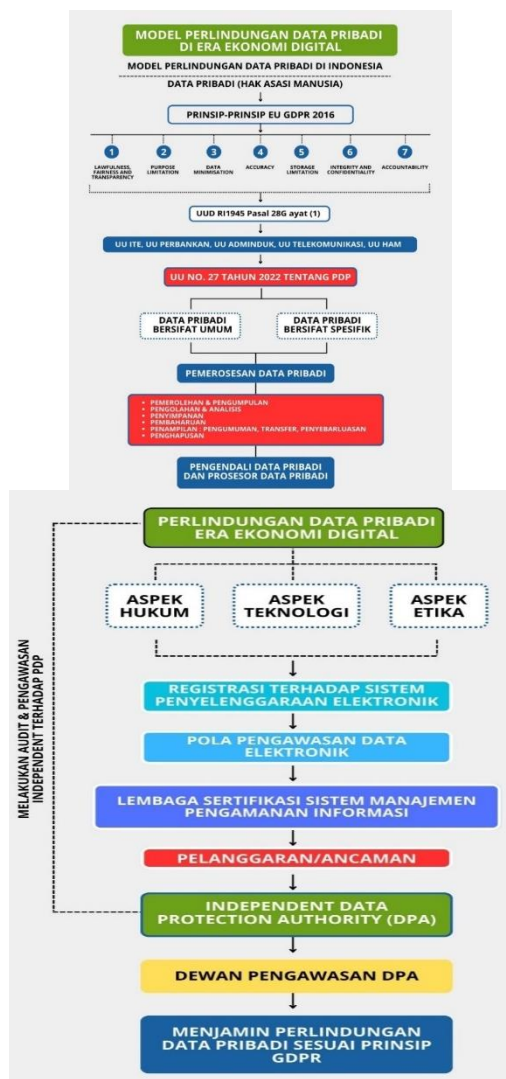 MODEL PERLINDUNGAN DATA PRIBADI
DI ERA EKONOMI DIGITAL
MODEL PERLINDUNGAN DATA PRIBADI DI INDONESIA
DATA PRIBADI (HAK ASASI MANUSIA)
PRINSIP-PRINSIP EU GDPR 2016
1 2 3 4 5 6 7
LAWFULNESS,
FAIRNESS AND
TRANSPARENCY
PURPOSE
LIMITATION
DATA
MINIMISATION
ACCURACY
STORAGE
LIMITATION
INTEGRITY AND
CONFIDENTIALITY
ACCOUNTABILITY
UUD RI1945 Pasal 28G ayat (1)
UU ITE, UU PERBANKAN, UU ADMINDUK, UU TELEKOMUNIKASI, UU HAM
UU NO. 27 TAHUN 2022 TENTANG PDP
DATA PRIBADI
BERSIFAT UMUM
DATA PRIBADI
BERSIFAT SPESIFIK
PEMEROSESAN DATA PRIBADI
• PEMEROLEHAN & PENGUMPULAN
• PENGOLAHAN & ANALISIS
• PENYIMPANAN
• PEMBAHARUAN
• PENAMPILAN : PENGUMUMAN, TRANSFER, PENYEBARLUASAN
• PENGHAPUSAN
PENGENDALI DATA PRIBADI
DAN PROSESOR DATA PRIBADI
PERLINDUNGAN DATA PRIBADI
ERA EKONOMI DIGITAL
ASPEK
HUKUM
ASPEK
TEKNOLOGI
ASPEK
ETIKA
MELAKUKAN AUDIT & PENGAWASAN
INDEPENDENT TERHADAP PDP
REGISTRASI TERHADAP SISTEM
PENYELENGGARAAN ELEKTRONIK
POLA PENGAWASAN DATA
ELEKTRONIK
LEMBAGA SERTIFIKASI SISTEM MANAJEMEN
PENGAMANAN INFORMASI
PELANGGARAN/ANCAMAN
INDEPENDENT DATA
PROTECTION AUTHORITY (DPA)
DEWAN PENGAWASAN DPA
MENJAMIN PERLINDUNGAN
DATA PRIBADI SESUAI PRINSIP
GDPR